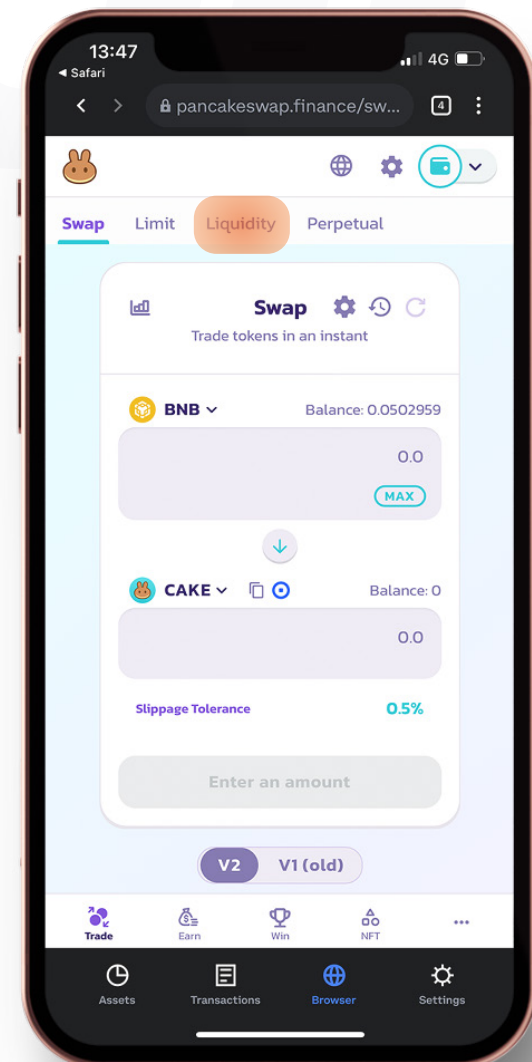 13:47
4G
◀ Safari
pancakeswap.finance/sw...
4
Swap Limit Liquidity Perpetual
Swap
Trade tokens in an instant
BNB Balance: 0.0502959
0.0
MAX
CAKE Balance: 0
0.0
Slippage Tolerance 0.5%
Enter an amount
V2 V1 (old)
Trade Earn Win NFT
Assets Transactions Browser Settings